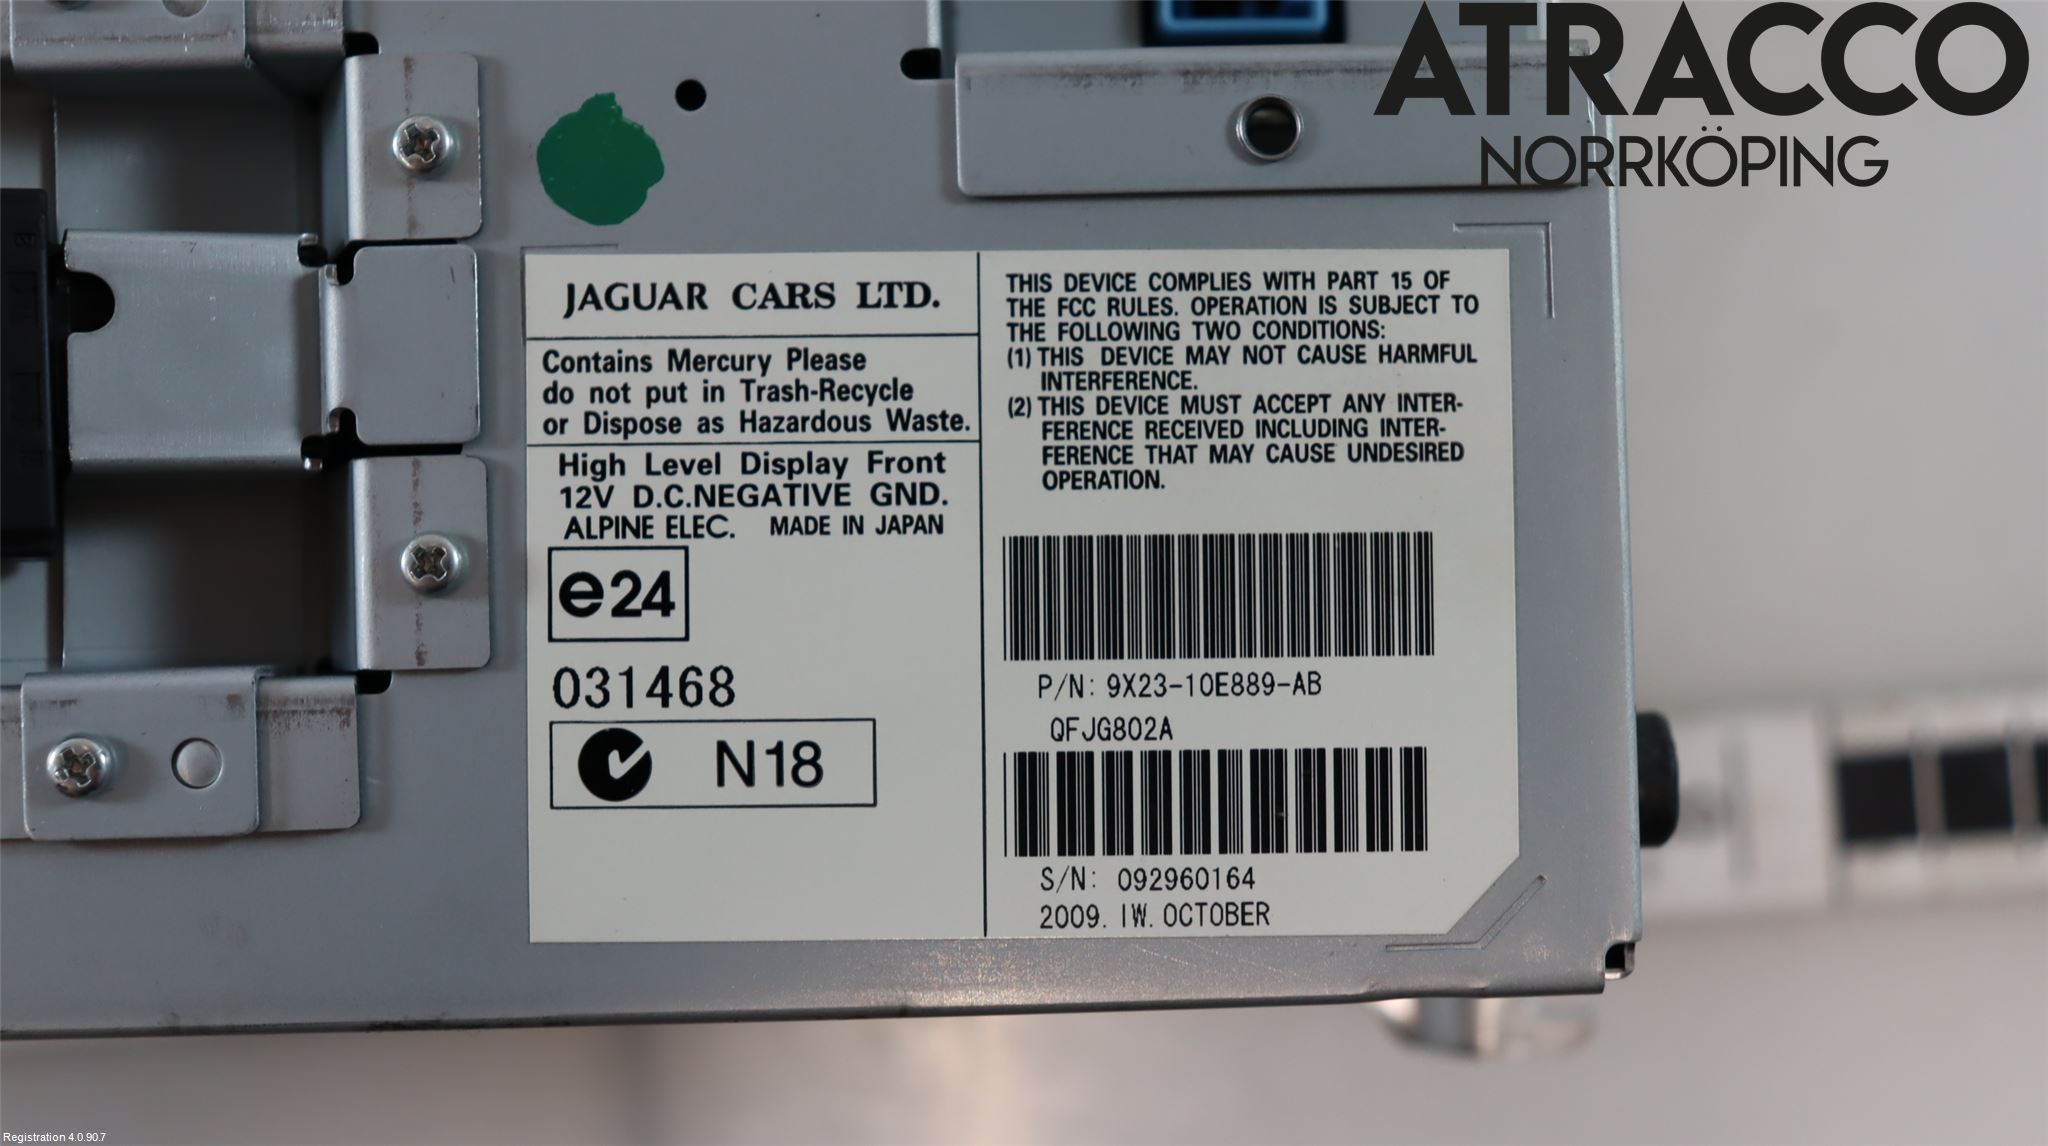 ATRACCO
NORRKÖPING
JAGUAR CARS LTD.
Contains Mercury Please
do not put in Trash-Recycle
or Dispose as Hazardous Waste.
High Level Display Front
12V D.C.NEGATIVE GND.
ALPINE ELEC. MADE IN JAPAN
e24
031468
N18
THIS DEVICE COMPLIES WITH PART 15 OF
THE FCC RULES. OPERATION IS SUBJECT TO
THE FOLLOWING TWO CONDITIONS:
(1) THIS DEVICE MAY NOT CAUSE HARMFUL
INTERFERENCE.
(2) THIS DEVICE MUST ACCEPT ANY INTER-
FERENCE RECEIVED INCLUDING INTER-
FERENCE THAT MAY CAUSE UNDESIRED
OPERATION.
P/N: 9X23-10E889-AB
QFJG802A
S/N: 092960164
2009. IW. OCTOBER
Registration 4.0.90.7